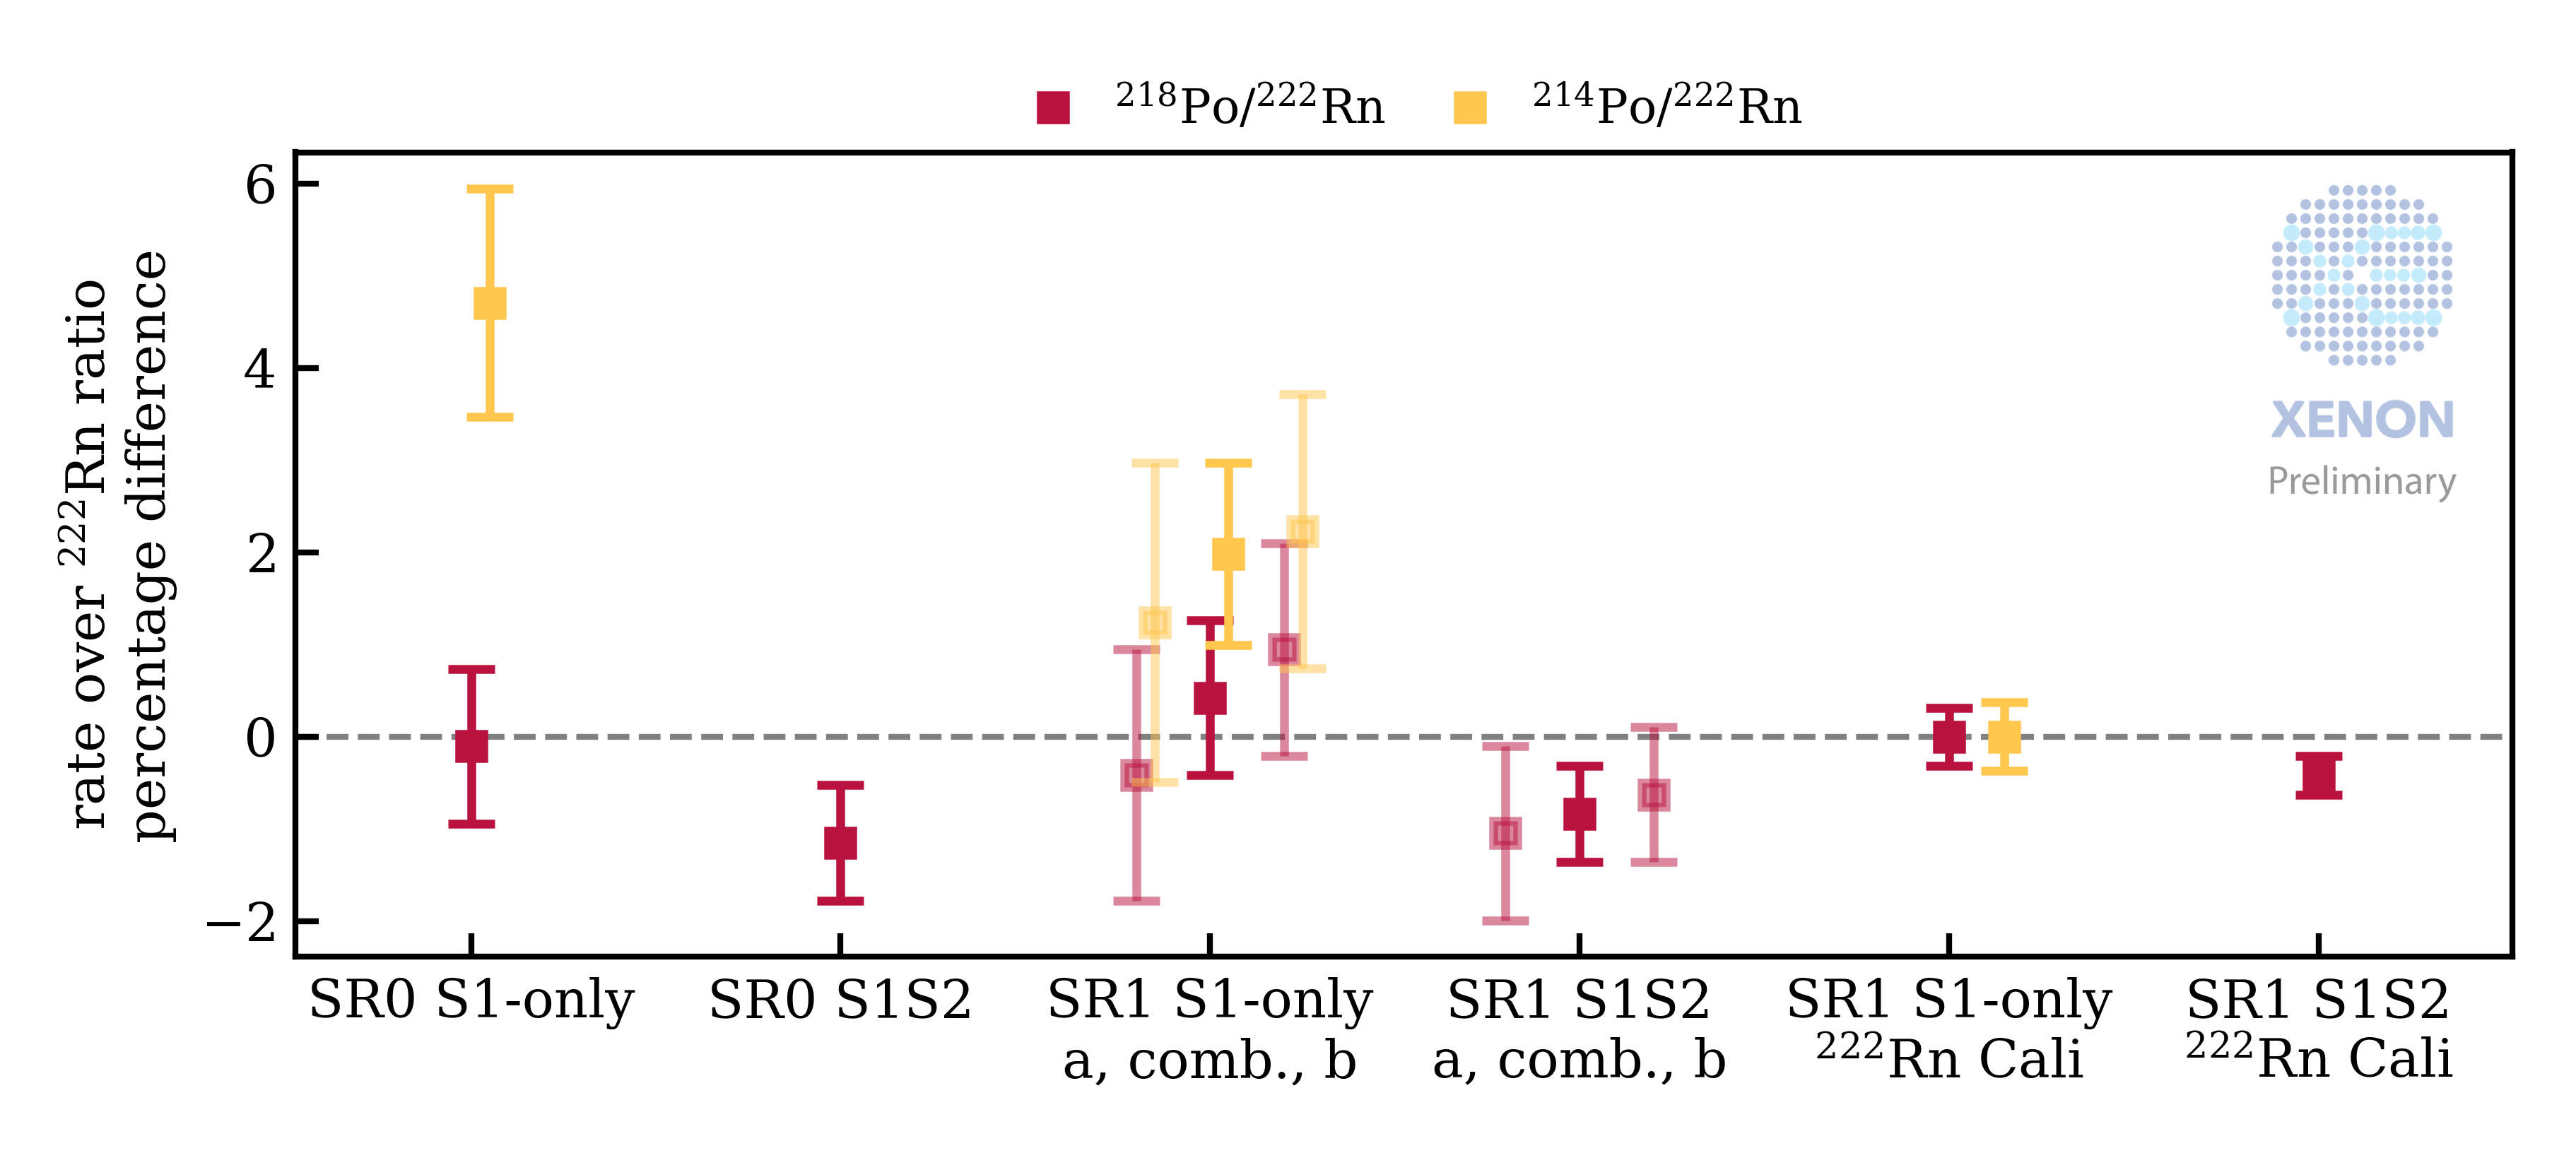 ²¹⁸Po/²²²Rn ²¹⁴Po/²²²Rn
rate over ²²²Rn ratio
percentage difference
6
4
2
0
−2
XENON
Preliminary
SR0 S1-only SR0 S1S2 SR1 S1-only SR1 S1S2 SR1 S1-only SR1 S1S2
a, comb., b a, comb., b ²²²Rn Cali ²²²Rn Cali